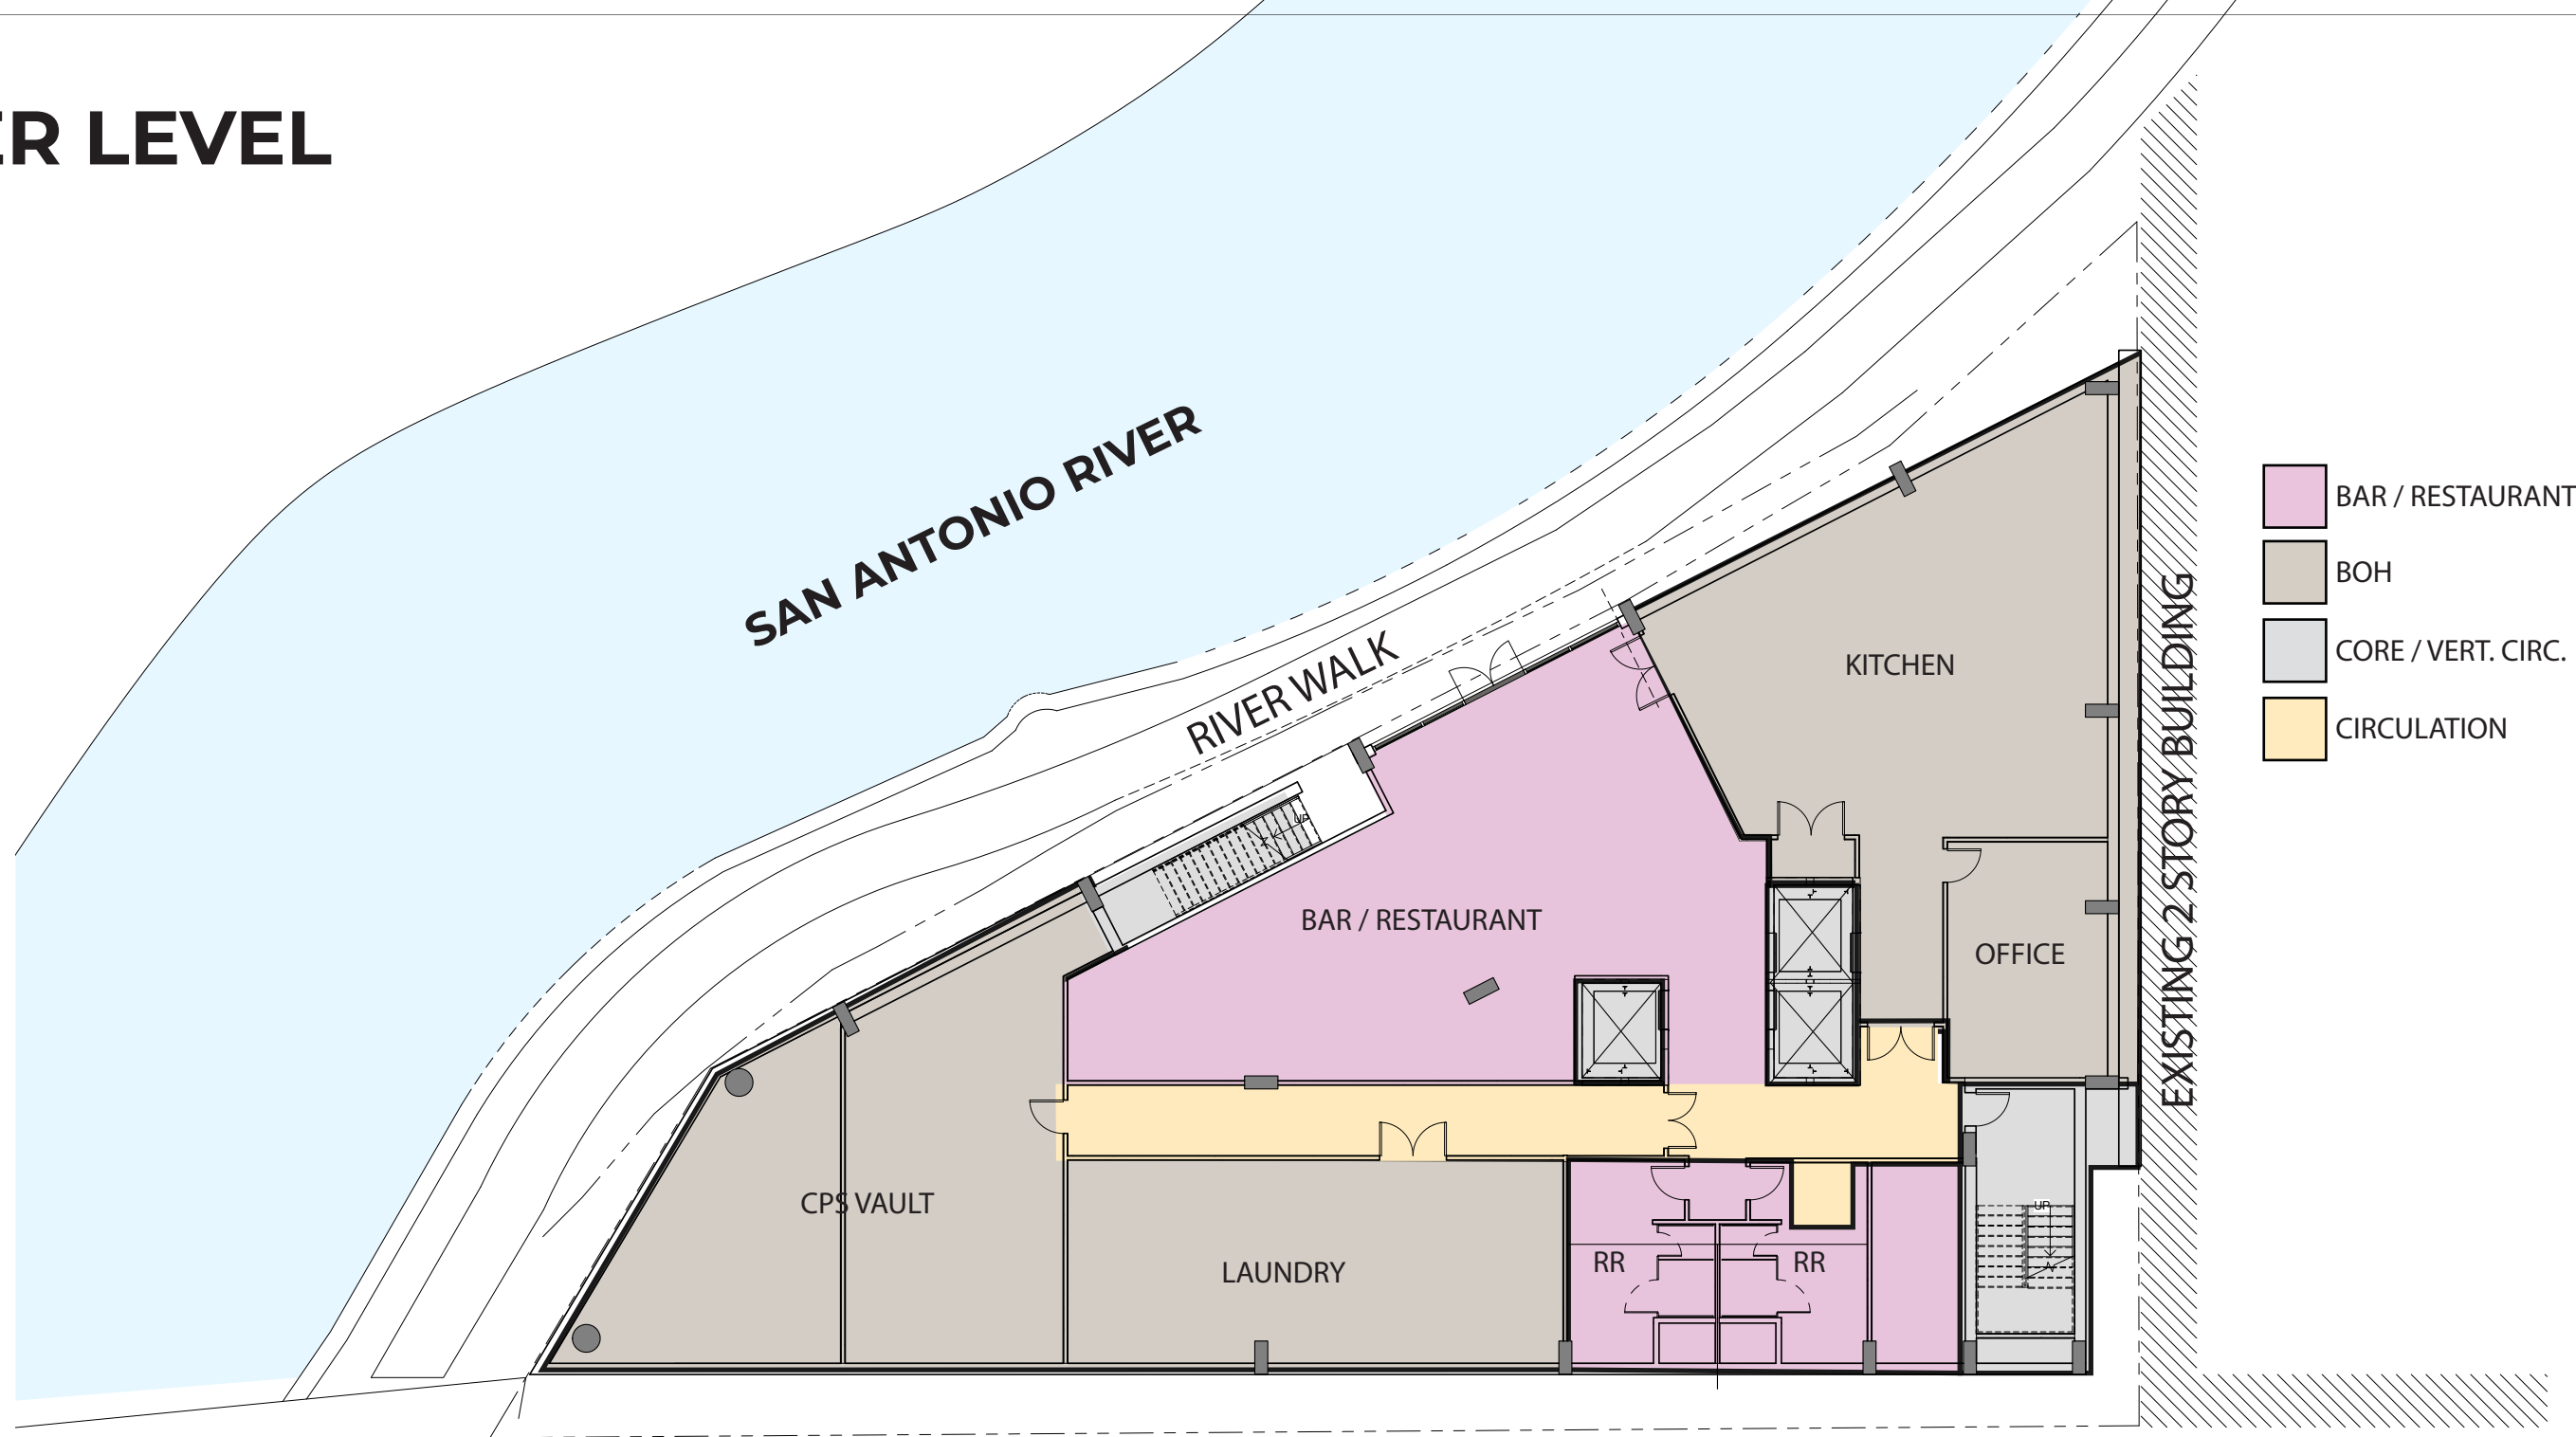 ER LEVEL
SAN ANTONIO RIVER
RIVER WALK
BAR / RESTAURANT
BOH
CORE / VERT. CIRC.
CIRCULATION
EXISTING 2 STORY BUILDING
KITCHEN
UP
BAR / RESTAURANT
OFFICE
CPS VAULT
UP
LAUNDRY
RR
RR